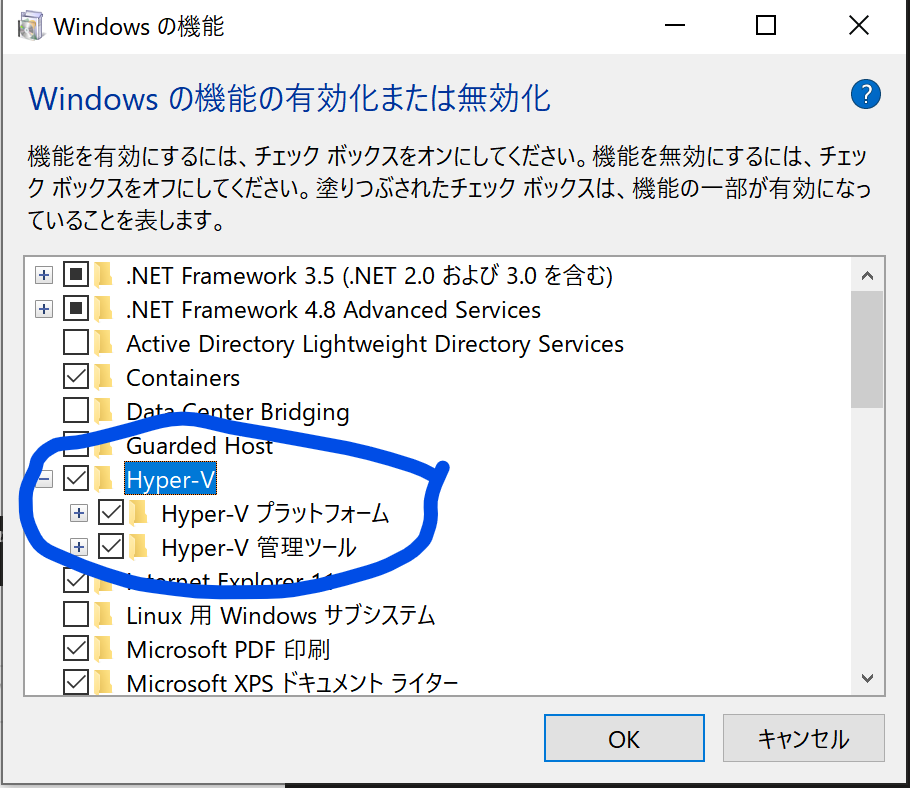 Windows の機能
Windows の機能の有効化または無効化
?
機能を有効にするには、チェック ボックスをオンにしてください。機能を無効にするには、チェッ
ク ボックスをオフにしてください。塗りつぶされたチェック ボックスは、機能の一部が有効になっ
ていることを表します。
.NET Framework 3.5 (.NET 2.0 および 3.0 を含む)
.NET Framework 4.8 Advanced Services
Active Directory Lightweight Directory Services
Containers
Data Center Bridging
Guarded Host
Hyper-V
Hyper-V プラットフォーム
Hyper-V 管理ツール
Internet Explorer 11
Linux 用 Windows サブシステム
Microsoft PDF 印刷
Microsoft XPS ドキュメント ライター
OK
キャンセル